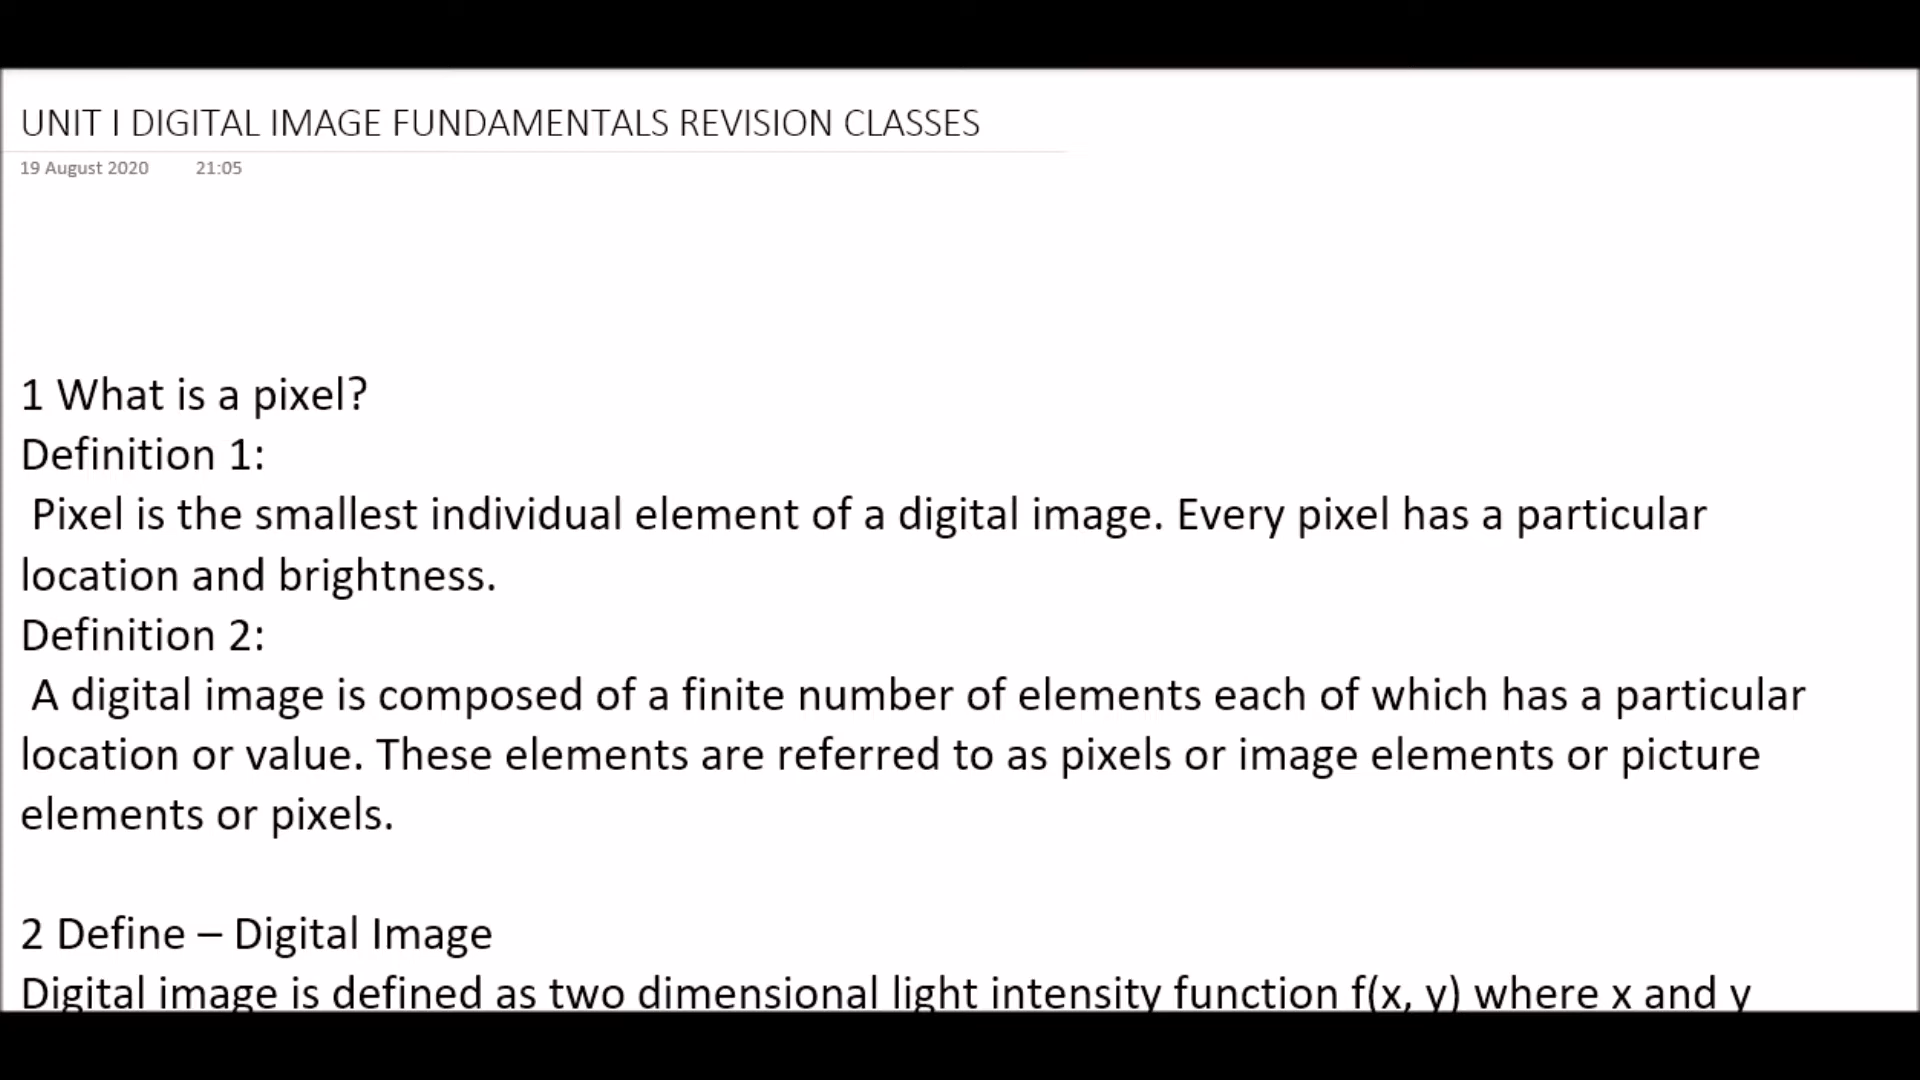 UNIT I DIGITAL IMAGE FUNDAMENTALS REVISION CLASSES
19 August 2020 21:05
1 What is a pixel?
Definition 1:
Pixel is the smallest individual element of a digital image. Every pixel has a particular
location and brightness.
Definition 2:
A digital image is composed of a finite number of elements each of which has a particular
location or value. These elements are referred to as pixels or image elements or picture
elements or pixels.
2 Define – Digital Image
Digital image is defined as two dimensional light intensity function f(x, y) where x and y